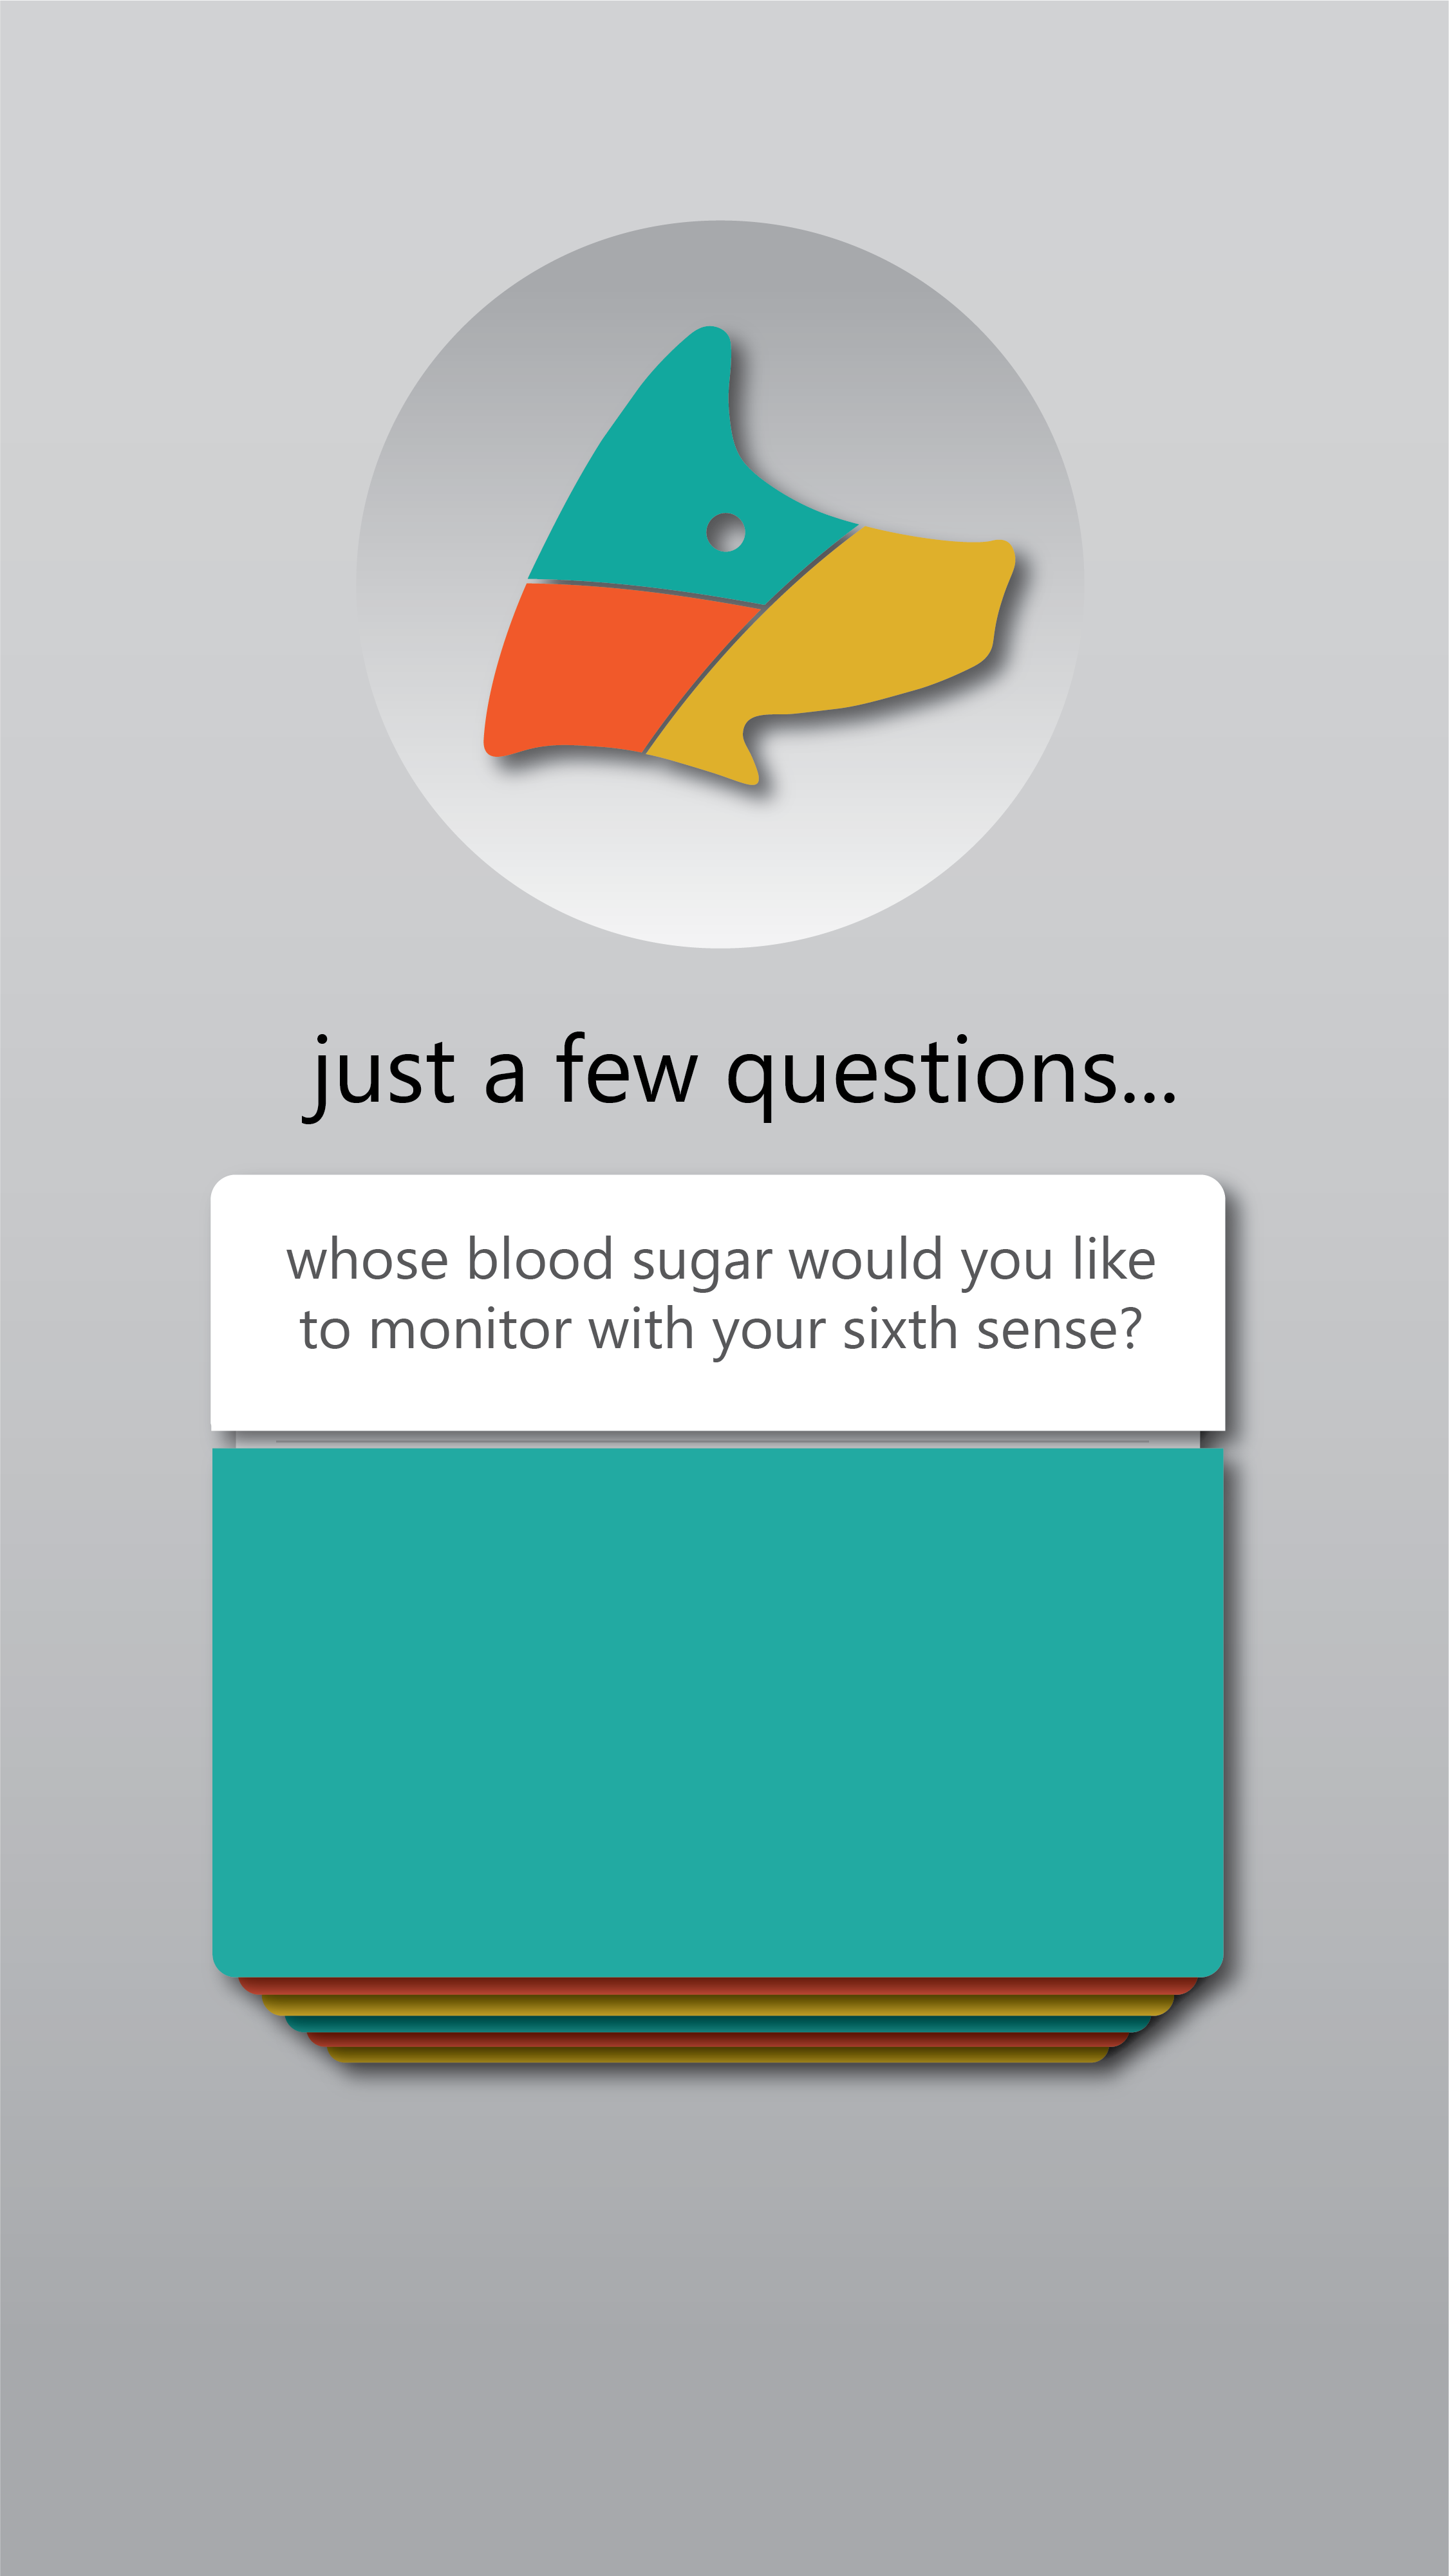 just a few questions...
whose blood sugar would you like
to monitor with your sixth sense?